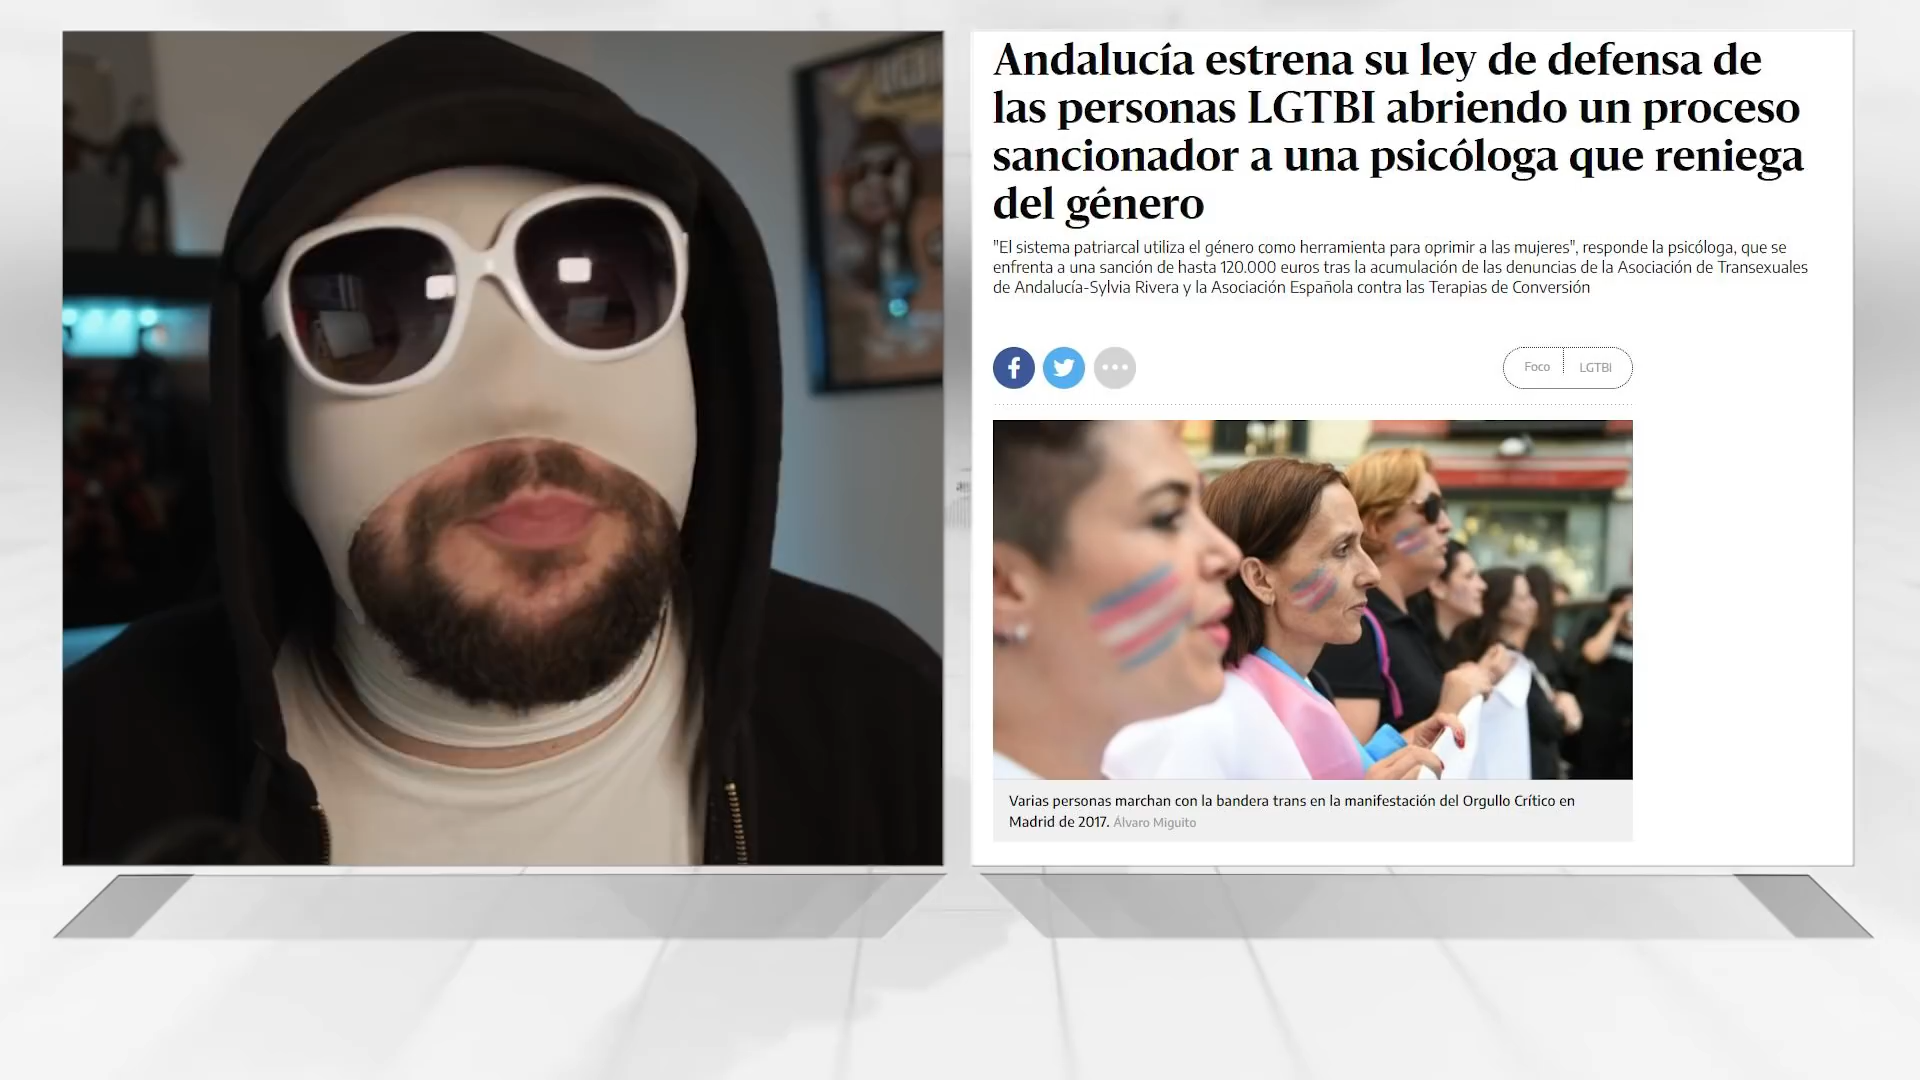 Andalucía estrena su ley de defensa de
las personas LGTBI abriendo un proceso
sancionador a una psicóloga que reniega
del género
"El sistema patriarcal utiliza el género como herramienta para oprimir a las mujeres", responde la psicóloga, que se
enfrenta a una sanción de hasta 120.000 euros tras la acumulación de las denuncias de la Asociación de Transexuales
de Andalucía-Sylvia Rivera y la Asociación Española contra las Terapias de Conversión
Foco LGTBI
Varias personas marchan con la bandera trans en la manifestación del Orgullo Crítico en
Madrid de 2017. Álvaro Miguito